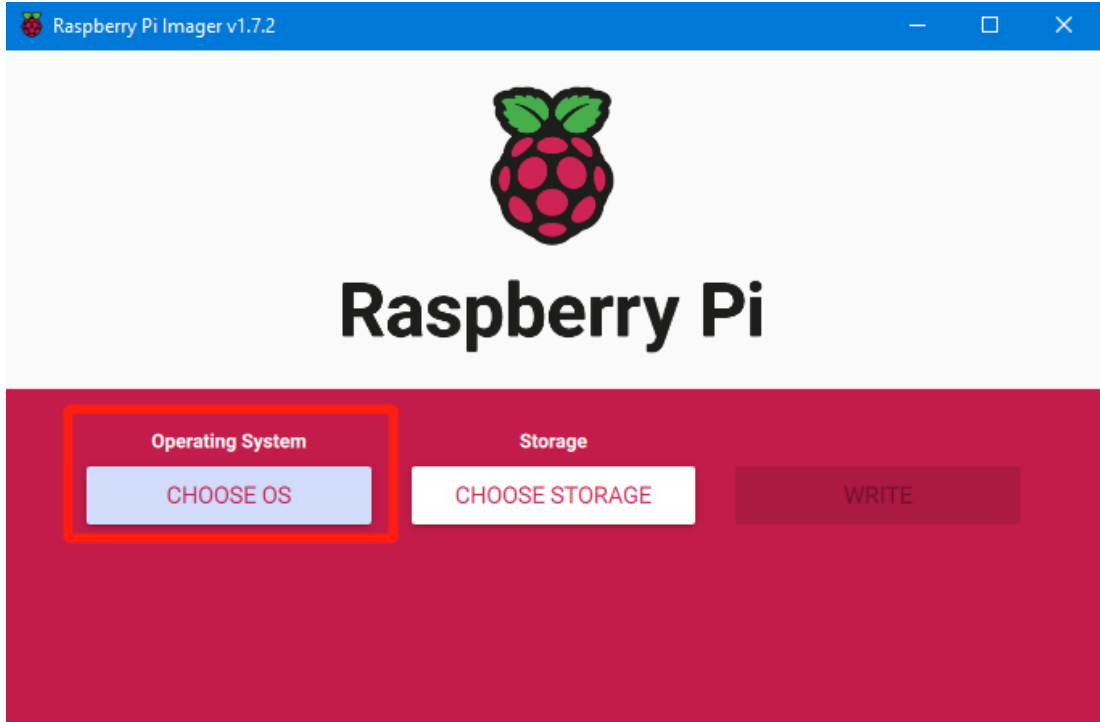 Raspberry Pi Imager v1.7.2
Raspberry Pi
Operating System
Storage
CHOOSE OS
CHOOSE STORAGE
WRITE